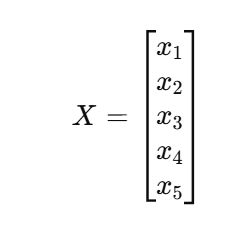 X = 
⎡x₁⎤
⎢x₂⎥
⎢x₃⎥
⎢x₄⎥
⎣x₅⎦